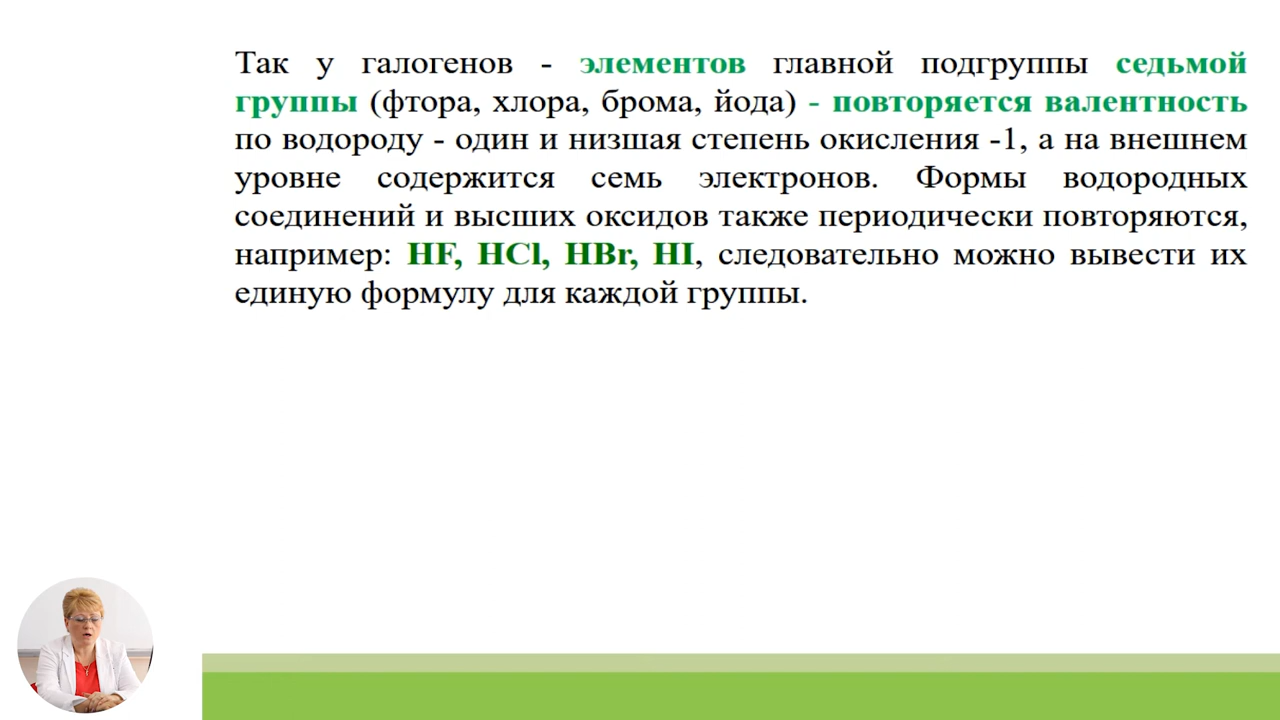 Так у галогенов - элементов главной подгруппы седьмой
группы (фтора, хлора, брома, йода) - повторяется валентность
по водороду - один и низшая степень окисления -1, а на внешнем
уровне содержится семь электронов. Формы водородных
соединений и высших оксидов также периодически повторяются,
например: HF, HCl, HBr, HI, следовательно можно вывести их
единую формулу для каждой группы.